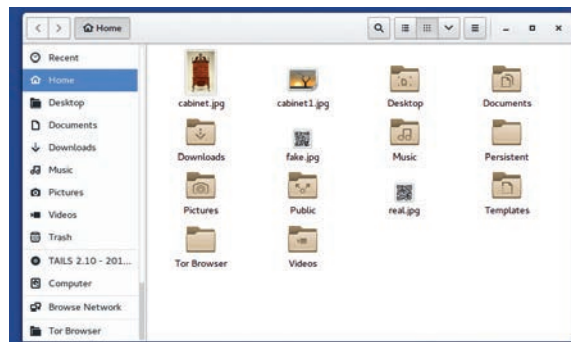 Home
Recent
Home
Desktop
Documents
Downloads
Music
Pictures
Videos
Trash
TAILS 2.10 - 201...
Computer
Browse Network
Tor Browser
cabinet.jpg
cabinet1.jpg
Desktop
Documents
Downloads
fake.jpg
Music
Persistent
Pictures
Public
real.jpg
Templates
Tor Browser
Videos